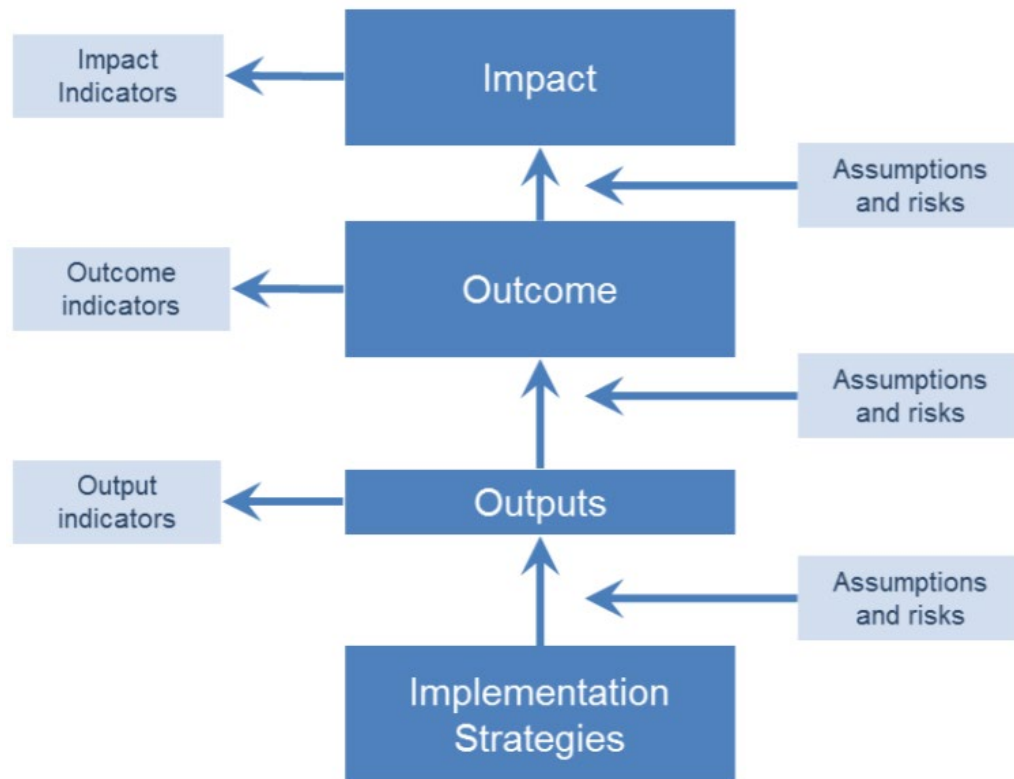 Impact
Indicators
Impact
Assumptions
and risks
Outcome
indicators
Outcome
Assumptions
and risks
Output
indicators
Outputs
Assumptions
and risks
Implementation
Strategies